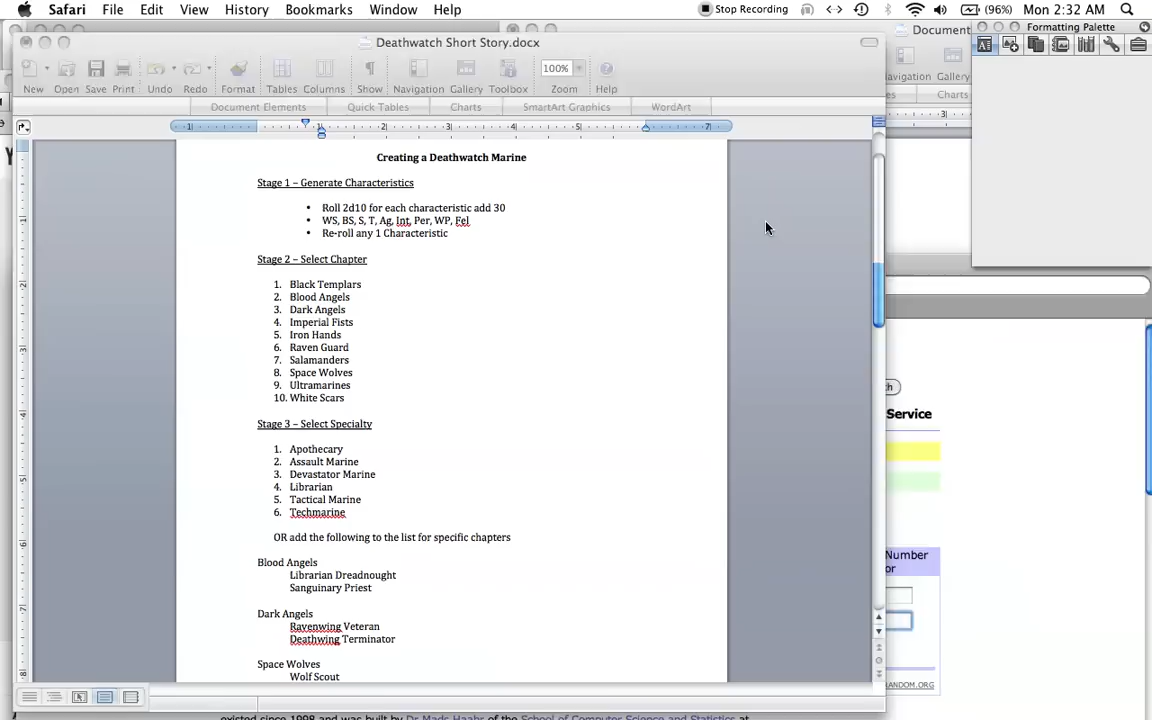 Safari File Edit View History Bookmarks Window Help
Stop Recording (96%) Mon 2:32 AM
Formatting Palette
Deathwatch Short Story.docx
Document
New Open Save Print Undo Redo Format Tables Columns Show Navigation Gallery Toolbox 100% Zoom Help
avigation Gallery
Document Elements Quick Tables Charts SmartArt Graphics WordArt
es Charts
Creating a Deathwatch Marine
Stage 1 – Generate Characteristics
• Roll 2d10 for each characteristic add 30
• WS, BS, S, T, Ag, Int, Per, WP, Fel
• Re-roll any 1 Characteristic
Stage 2 – Select Chapter
1. Black Templars
2. Blood Angels
3. Dark Angels
4. Imperial Fists
5. Iron Hands
6. Raven Guard
7. Salamanders
8. Space Wolves
9. Ultramarines
10. White Scars
Stage 3 – Select Specialty
1. Apothecary
2. Assault Marine
3. Devastator Marine
4. Librarian
5. Tactical Marine
6. Techmarine
OR add the following to the list for specific chapters
Blood Angels
Librarian Dreadnought
Sanguinary Priest
Dark Angels
Ravenwing Veteran
Deathwing Terminator
Space Wolves
Wolf Scout
Service
Number
or
RANDOM.ORG
existed since 1998 and was built by Dr Mads Haahr of the School of Computer Science and Statistics at